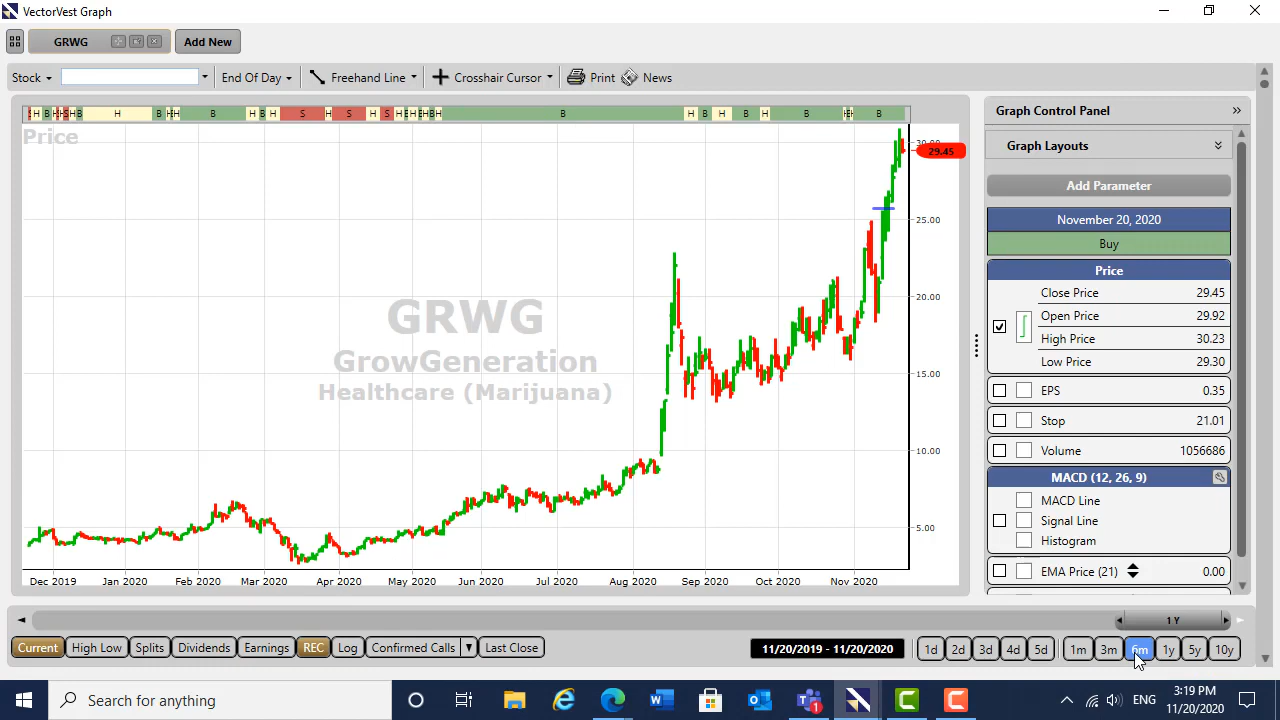 VectorVest Graph
GRWG Add New
Stock End Of Day Freehand Line Crosshair Cursor Print News
H B H S H B H B H H B H B H S H S H S H B H B H B H B B H B H B H B H B
Price
GRWG
GrowGeneration
Healthcare (Marijuana)
30.00
29.45
25.00
20.00
15.00
10.00
5.00
Dec 2019 Jan 2020 Feb 2020 Mar 2020 Apr 2020 May 2020 Jun 2020 Jul 2020 Aug 2020 Sep 2020 Oct 2020 Nov 2020
Graph Control Panel
Graph Layouts
Add Parameter
November 20, 2020
Buy
Price
Close Price 29.45
Open Price 29.92
High Price 30.23
Low Price 29.30
EPS 0.35
Stop 21.01
Volume 1056686
MACD (12, 26, 9)
MACD Line
Signal Line
Histogram
EMA Price (21) 0.00
1 Y
Current High Low Splits Dividends Earnings REC Log Confirmed Calls Last Close 11/20/2019 - 11/20/2020 1d 2d 3d 4d 5d 1m 3m 6m 1y 5y 10y
Search for anything
1
ENG
3:19 PM
11/20/2020